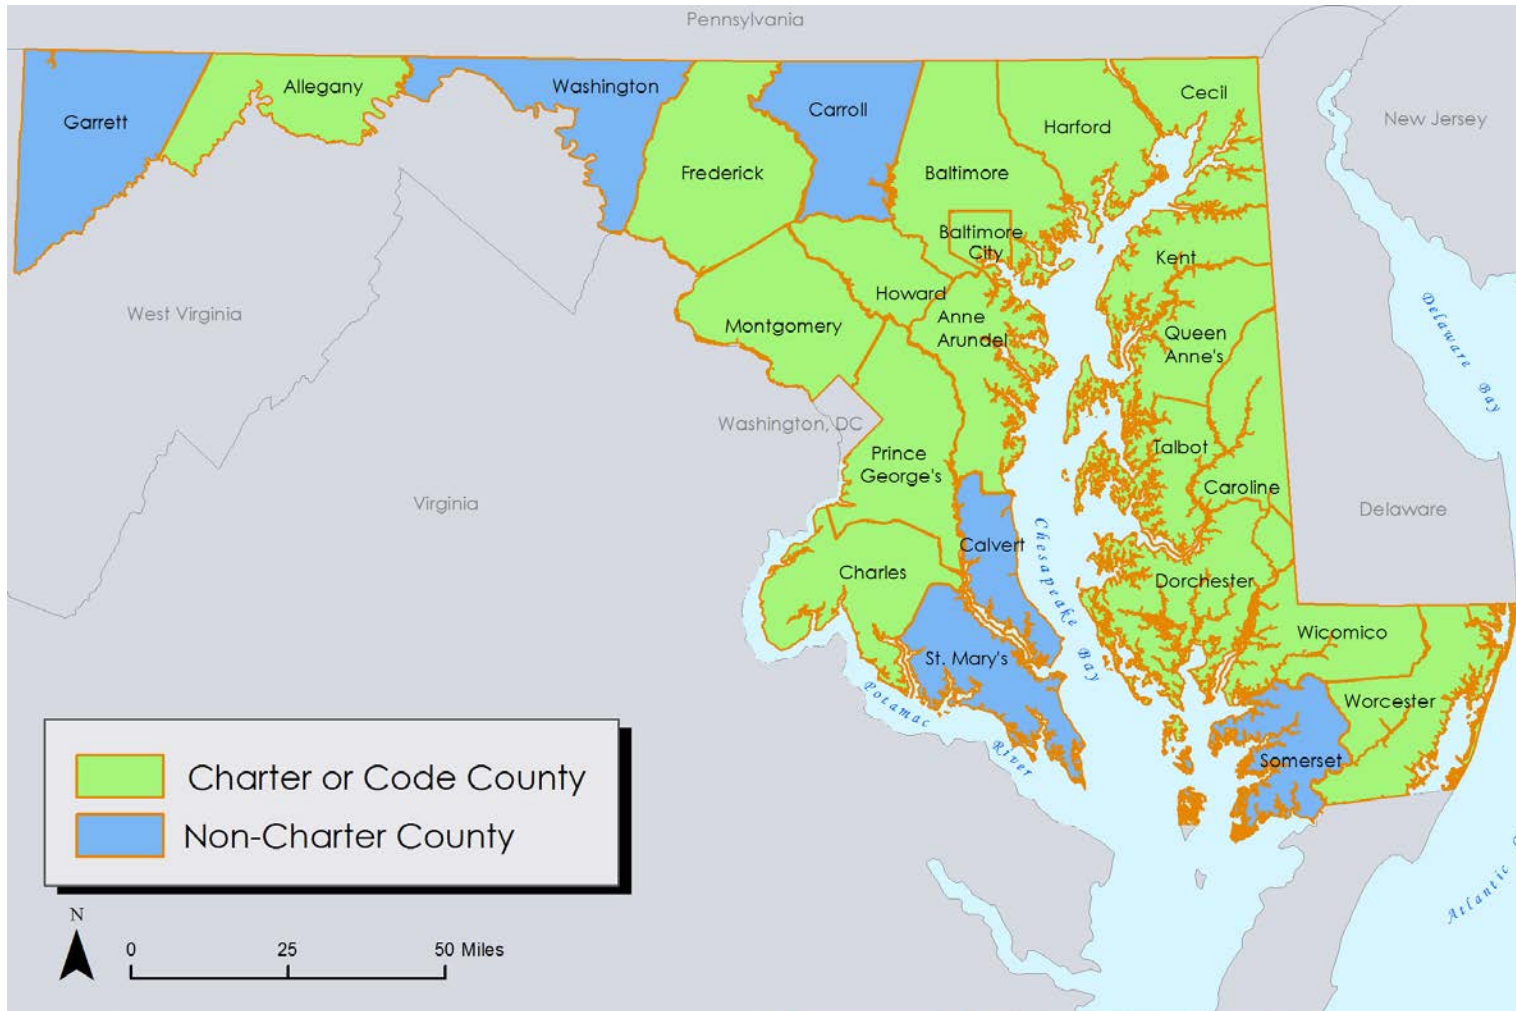 Pennsylvania
Garrett
Allegany
Washington
Carroll
Cecil
Harford
New Jersey
Frederick
Baltimore
Baltimore
City
Kent
Howard
West Virginia
Montgomery
Anne
Arundel
Queen
Anne's
Delaware Bay
Washington, DC
Prince
George's
Talbot
Caroline
Virginia
Delaware
Calvert
Chesapeake Bay
Charles
Dorchester
Wicomico
St. Mary's
Potamac River
Worcester
Somerset
Atlantic
Charter or Code County
Non-Charter County
N
0 25 50 Miles